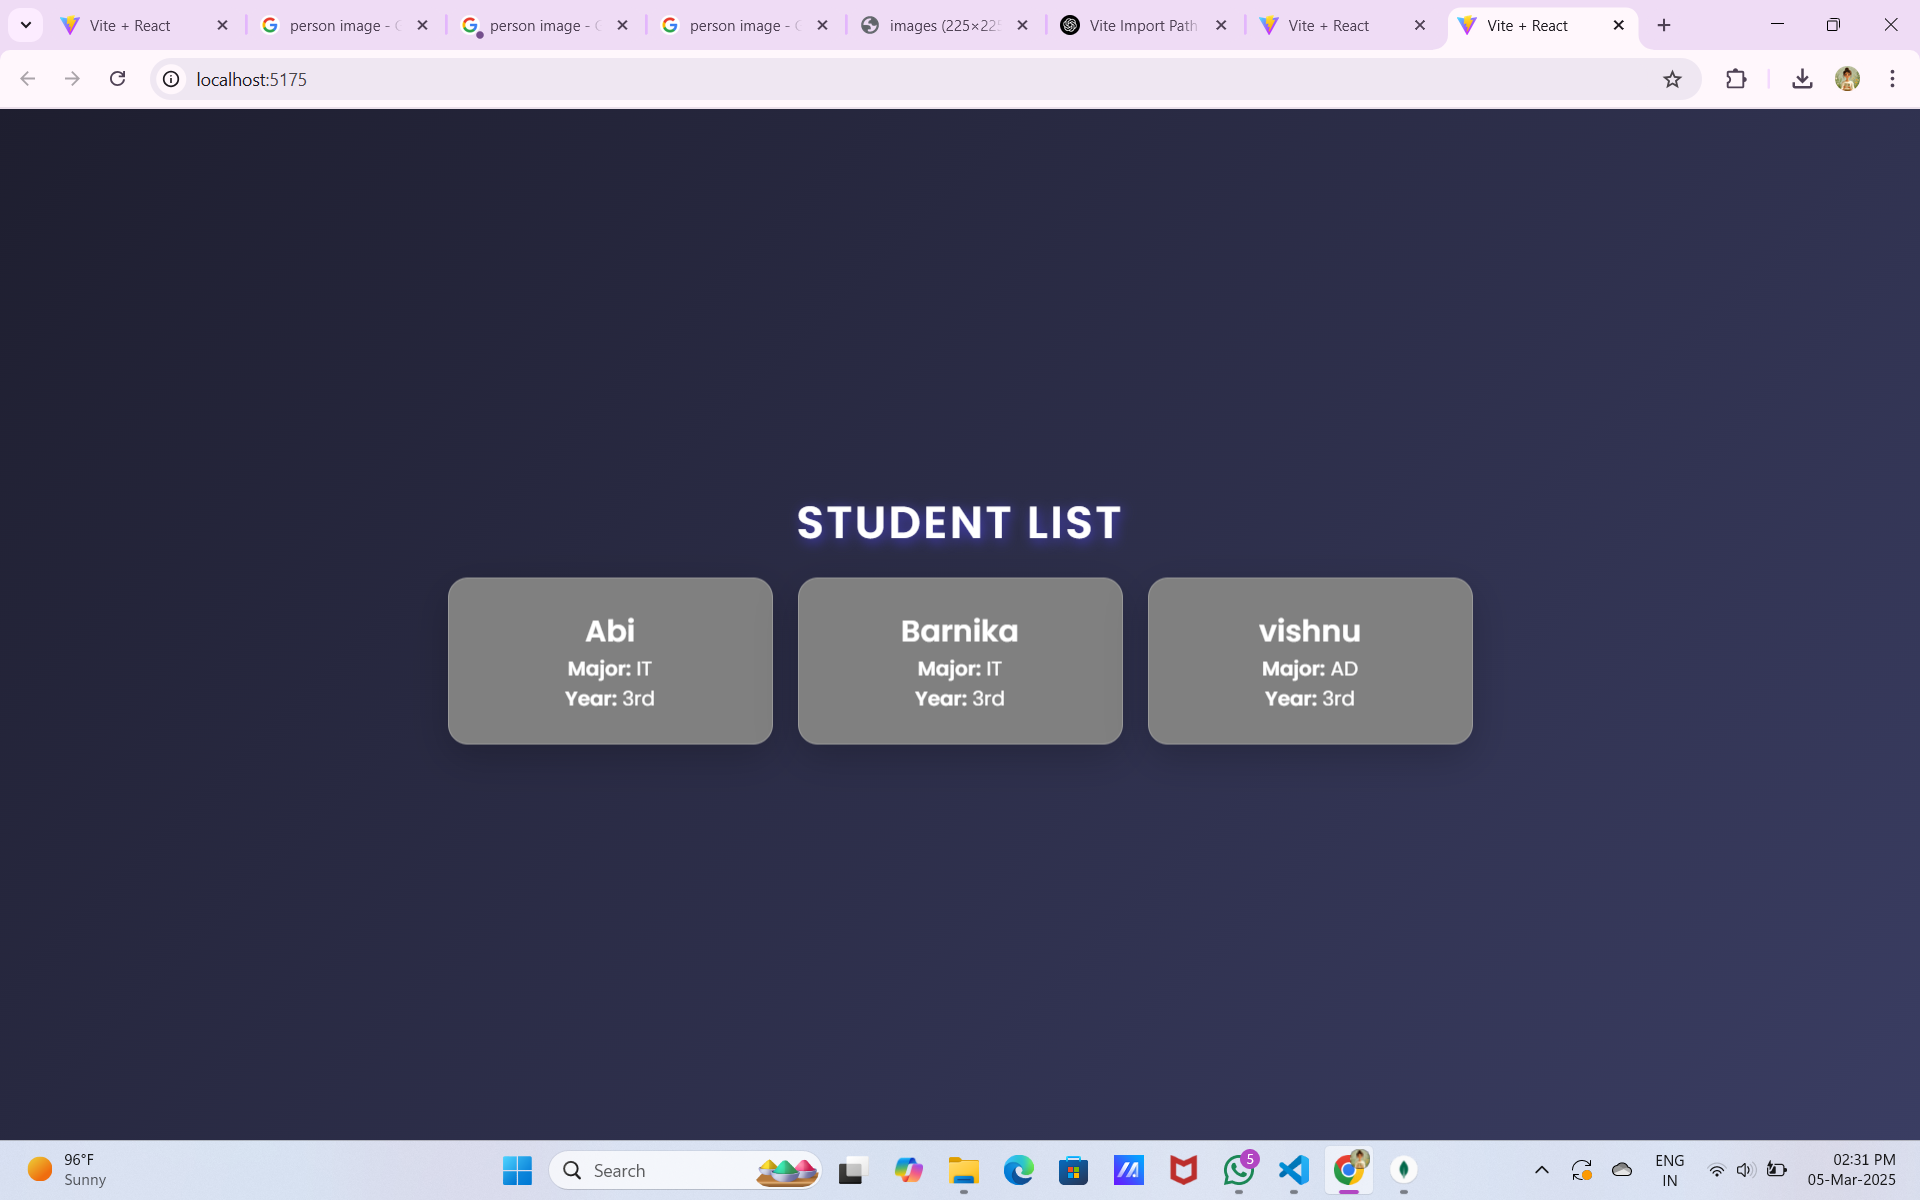 Vite + React
person image - G
person image - G
person image - G
images (225×225
Vite Import Path
Vite + React
Vite + React
localhost:5175
STUDENT LIST
Abi
Major: IT
Year: 3rd
Barnika
Major: IT
Year: 3rd
vishnu
Major: AD
Year: 3rd
96°F
Sunny
Search
5
ENG
IN
02:31 PM
05-Mar-2025